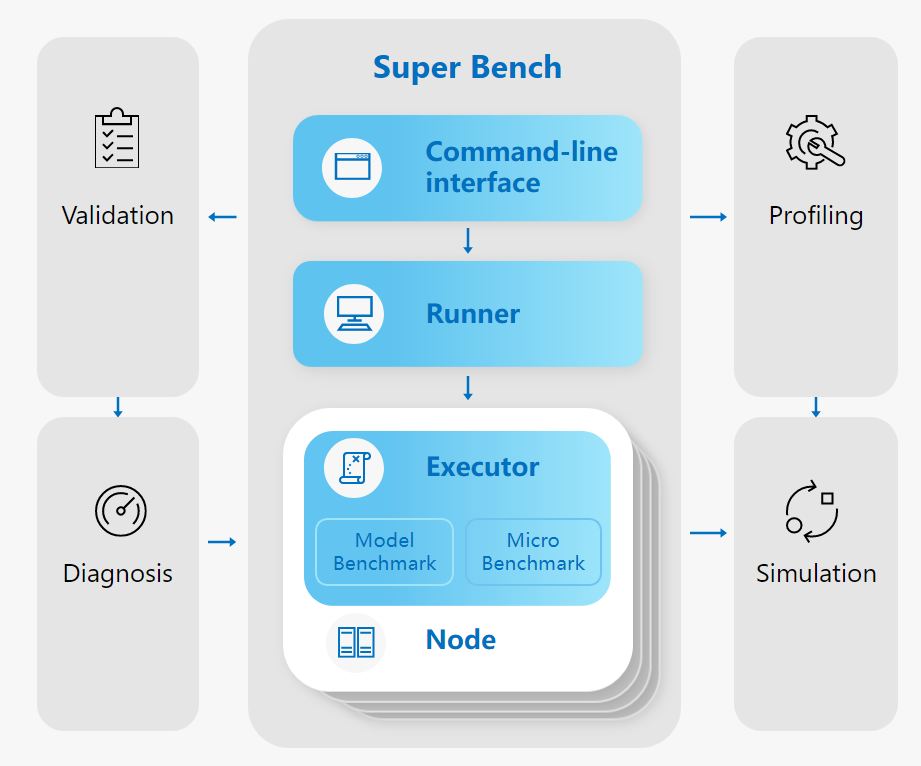 Super Bench
Command-line
interface
Validation
Profiling
Runner
Executor
Model
Benchmark
Micro
Benchmark
Diagnosis
Simulation
Node